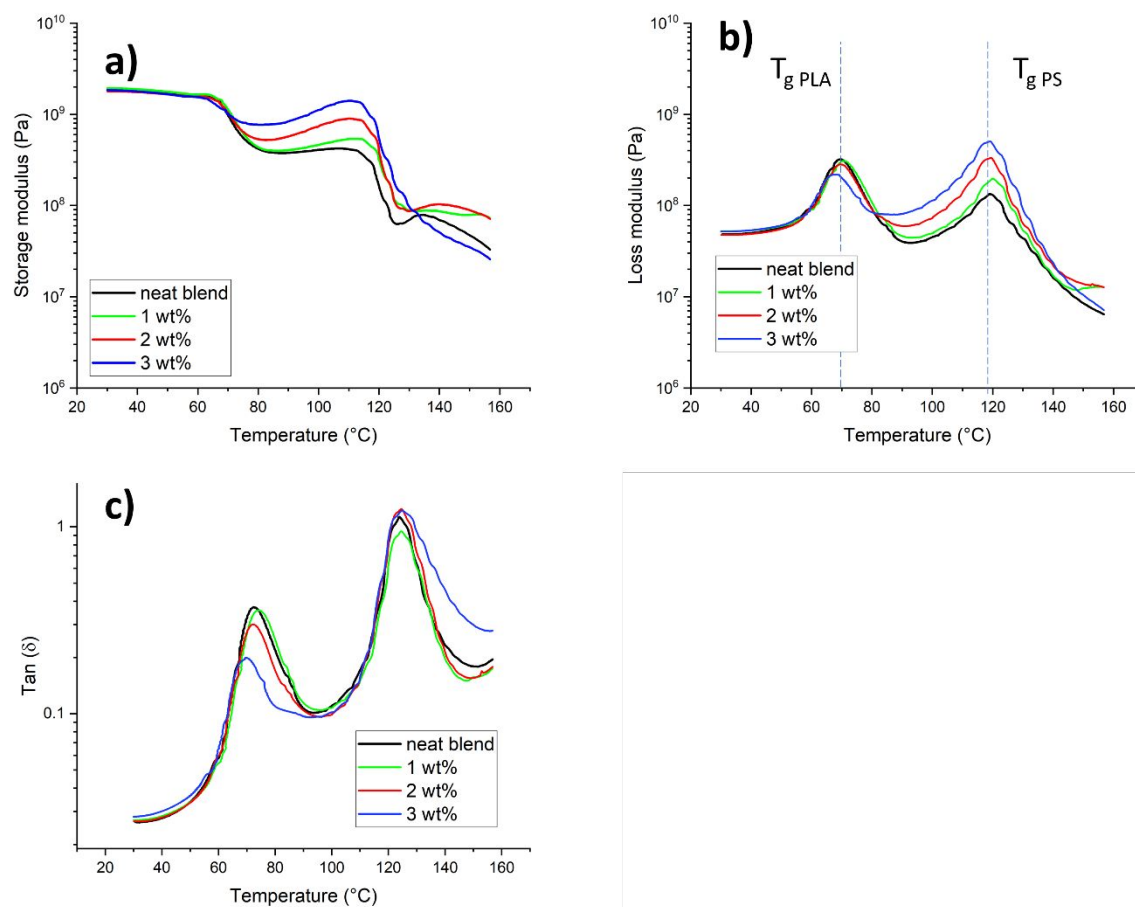 a)
10^10
10^9
10^8
10^7
10^6
Storage modulus (Pa)
neat blend
1 wt%
2 wt%
3 wt%
20 40 60 80 100 120 140 160
Temperature (°C)
b)
T_g PLA
T_g PS
10^10
10^9
10^8
10^7
10^6
Loss modulus (Pa)
neat blend
1 wt%
2 wt%
3 wt%
20 40 60 80 100 120 140 160
Temperature (°C)
c)
1
0.1
Tan (δ)
neat blend
1 wt%
2 wt%
3 wt%
20 40 60 80 100 120 140 160
Temperature (°C)